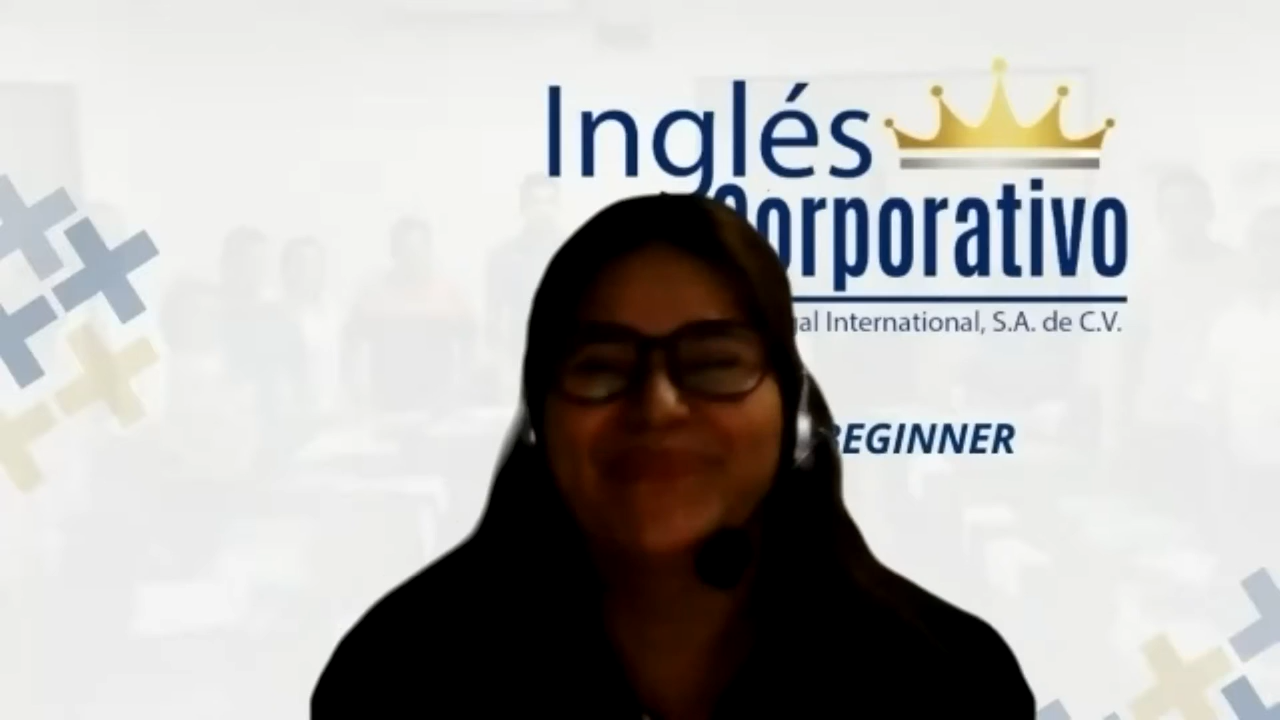 Inglés
Corporativo
International, S.A. de C.V.
BEGINNER